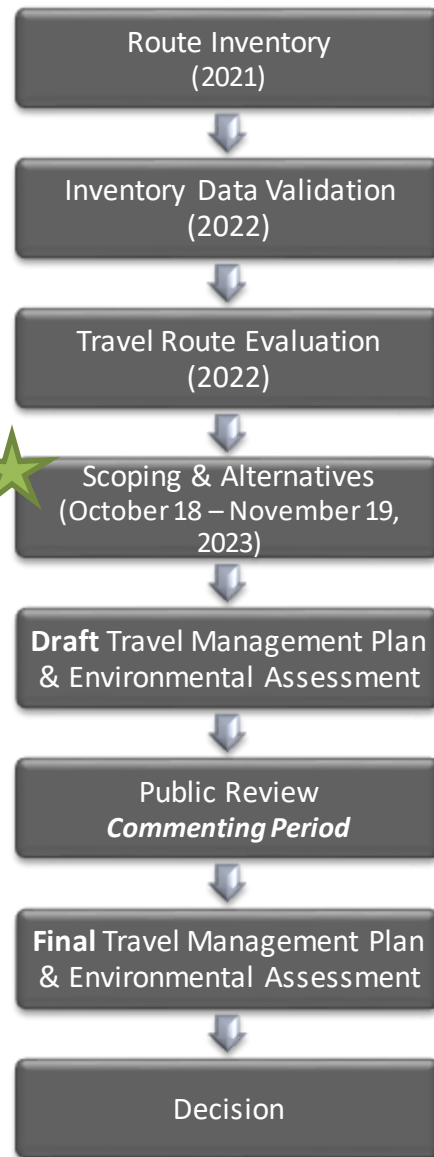 Route Inventory
(2021)
Inventory Data Validation
(2022)
Travel Route Evaluation
(2022)
Scoping & Alternatives
(October 18 – November 19,
2023)
Draft Travel Management Plan
& Environmental Assessment
Public Review
Commenting Period
Final Travel Management Plan
& Environmental Assessment
Decision